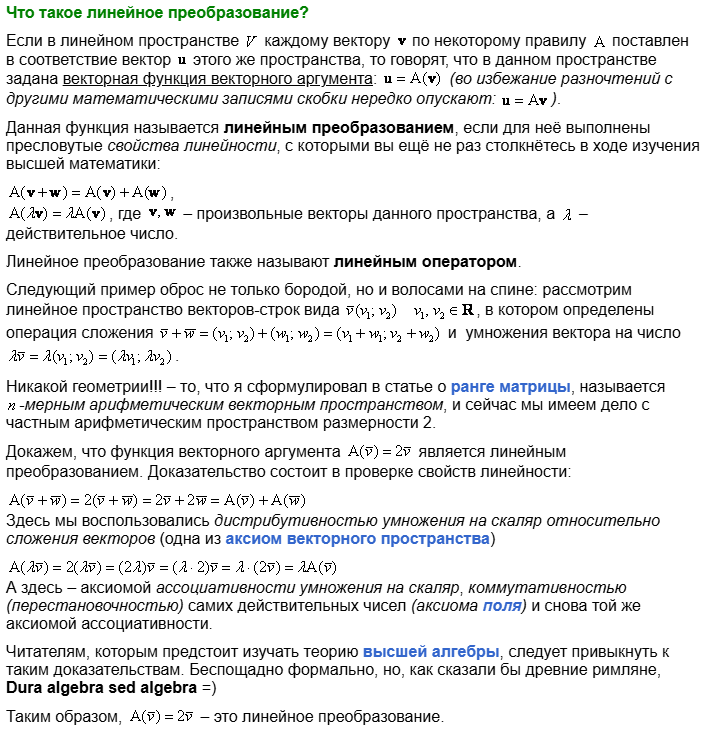 Что такое линейное преобразование?
Если в линейном пространстве V каждому вектору v по некоторому правилу A поставлен
в соответствие вектор u этого же пространства, то говорят, что в данном пространстве
задана векторная функция векторного аргумента: u = A(v) (во избежание разночтений с
другими математическими записями скобки нередко опускают: u = Av).
Данная функция называется линейным преобразованием, если для неё выполнены
пресловутые свойства линейности, с которыми вы ещё не раз столкнётесь в ходе изучения
высшей математики:
A(v + w) = A(v) + A(w),
A(λv) = λA(v), где v, w – произвольные векторы данного пространства, а λ –
действительное число.
Линейное преобразование также называют линейным оператором.
Следующий пример оброс не только бородой, но и волосами на спине: рассмотрим
линейное пространство векторов-строк вида v̄(v₁; v₂) v₁, v₂ ∈ R, в котором определены
операция сложения v̄ + w̄ = (v₁; v₂) + (w₁; w₂) = (v₁ + w₁; v₂ + w₂) и умножения вектора на число
λv̄ = λ(v₁; v₂) = (λv₁; λv₂).
Никакой геометрии!!! – то, что я сформулировал в статье о ранге матрицы, называется
n-мерным арифметическим векторным пространством, и сейчас мы имеем дело с
частным арифметическим пространством размерности 2.
Докажем, что функция векторного аргумента A(v̄) = 2v̄ является линейным
преобразованием. Доказательство состоит в проверке свойств линейности:
A(v̄ + w̄) = 2(v̄ + w̄) = 2v̄ + 2w̄ = A(v̄) + A(w̄)
Здесь мы воспользовались дистрибутивностью умножения на скаляр относительно
сложения векторов (одна из аксиом векторного пространства)
A(λv̄) = 2(λv̄) = (2λ)v̄ = (λ · 2)v̄ = λ · (2v̄) = λA(v̄)
А здесь – аксиомой ассоциативности умножения на скаляр, коммутативностью
(перестановочностью) самих действительных чисел (аксиома поля) и снова той же
аксиомой ассоциативности.
Читателям, которым предстоит изучать теорию высшей алгебры, следует привыкнуть к
таким доказательствам. Беспощадно формально, но, как сказали бы древние римляне,
Dura algebra sed algebra =)
Таким образом, A(v̄) = 2v̄ – это линейное преобразование.